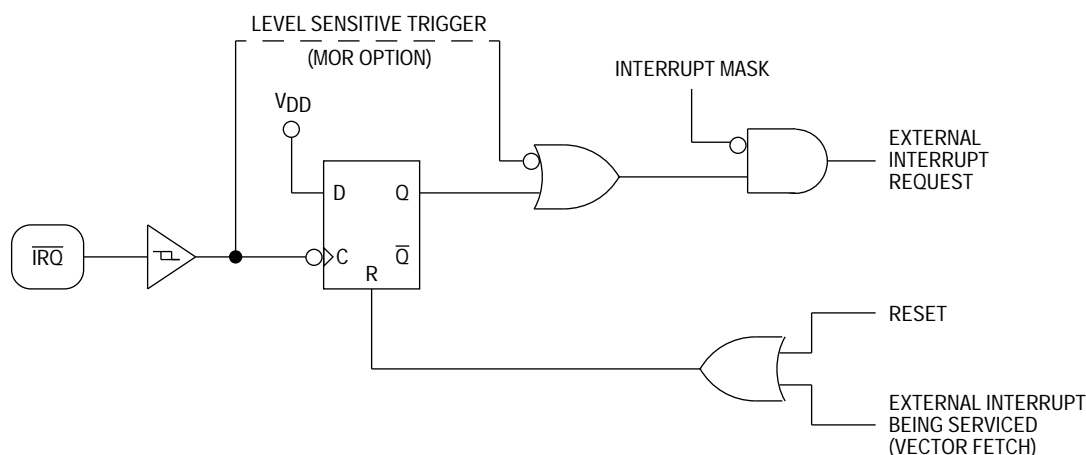 LEVEL SENSITIVE TRIGGER
(MOR OPTION)
INTERRUPT MASK
VDD
EXTERNAL
INTERRUPT
REQUEST
D
Q
IRQ
C
Q
R
RESET
EXTERNAL INTERRUPT
BEING SERVICED
(VECTOR FETCH)